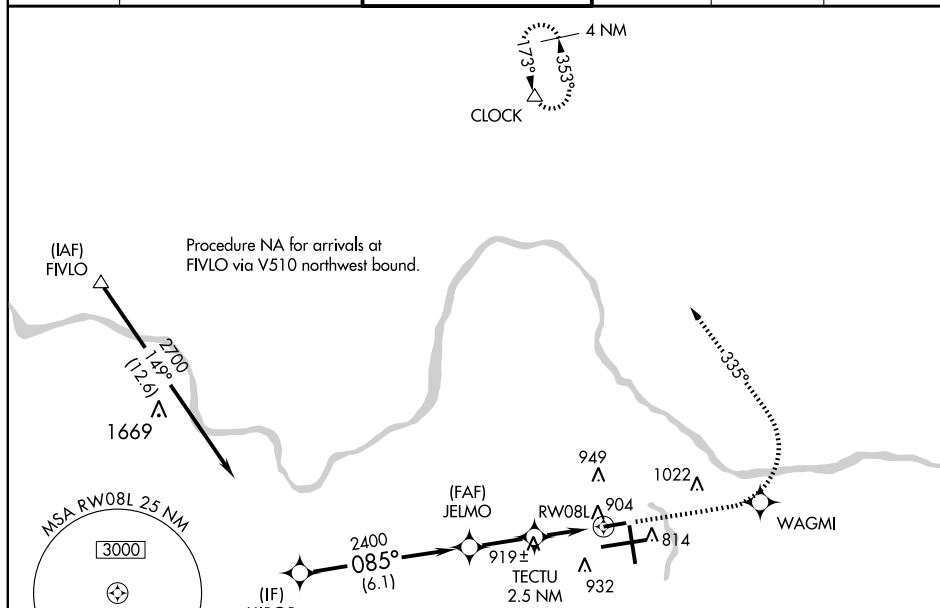 4 NM
173°
353°
CLOCK
(IAF)
FIVLO
Procedure NA for arrivals at
FIVLO via V510 northwest bound.
2700
149°
(12.6)
1669
335°
949
1022
(FAF)
JELMO
RW08L
904
WAGMI
MSA RW08L 25 NM
3000
2400
085°
(6.1)
919±
814
TECTU
2.5 NM
932
(IF)